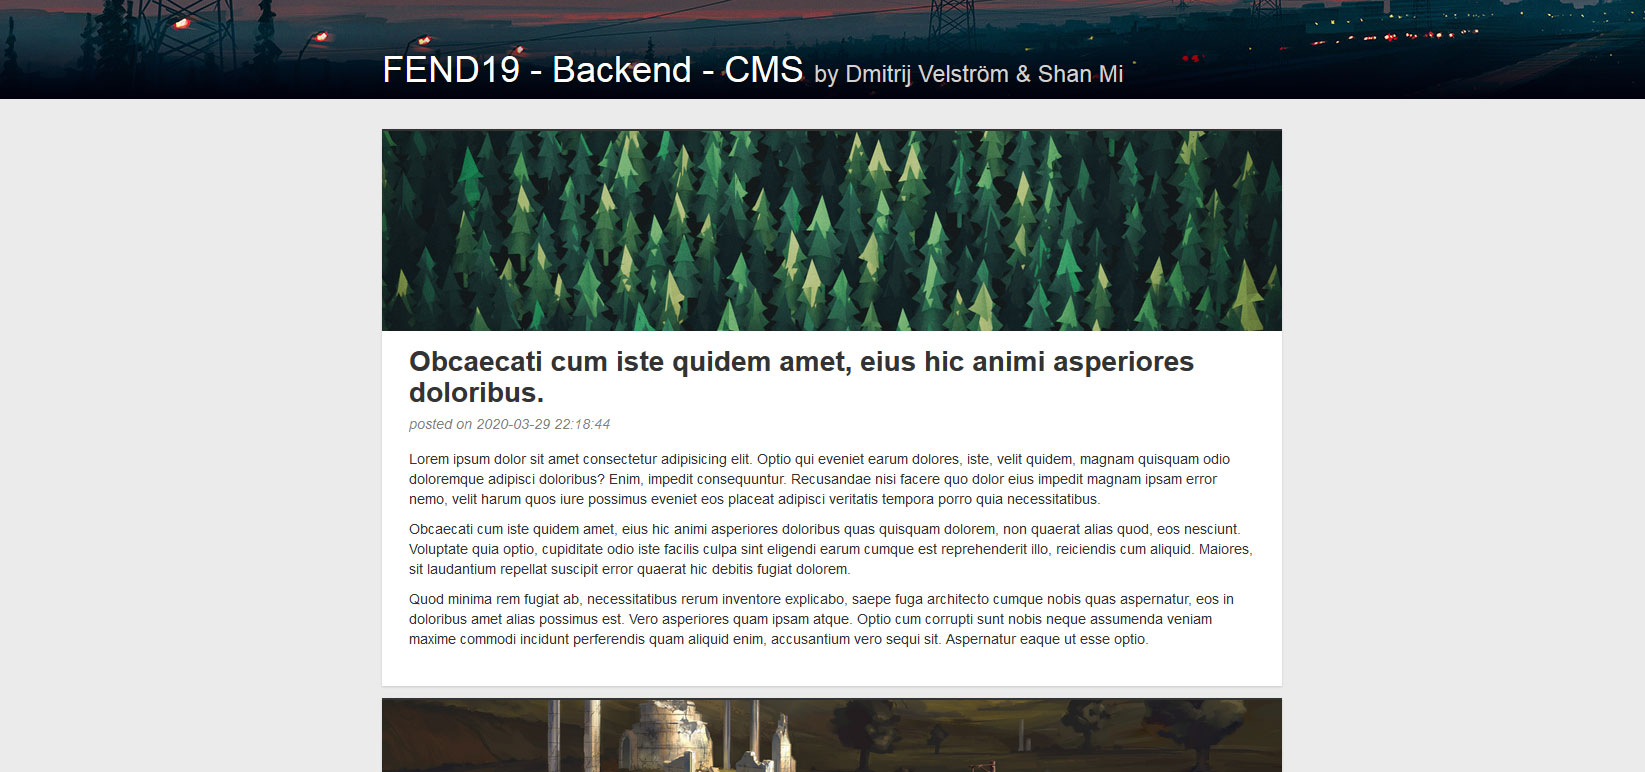 FEND19 - Backend - CMS by Dmitrij Velström & Shan Mi
Obcaecati cum iste quidem amet, eius hic animi asperiores
doloribus.
posted on 2020-03-29 22:18:44
Lorem ipsum dolor sit amet consectetur adipisicing elit. Optio qui eveniet earum dolores, iste, velit quidem, magnam quisquam odio
doloremque adipisci doloribus? Enim, impedit consequuntur. Recusandae nisi facere quo dolor eius impedit magnam ipsam error
nemo, velit harum quos iure possimus eveniet eos placeat adipisci veritatis tempora porro quia necessitatibus.
Obcaecati cum iste quidem amet, eius hic animi asperiores doloribus quas quisquam dolorem, non quaerat alias quod, eos nesciunt.
Voluptate quia optio, cupiditate odio iste facilis culpa sint eligendi earum cumque est reprehenderit illo, reiciendis cum aliquid. Maiores,
sit laudantium repellat suscipit error quaerat hic debitis fugiat dolorem.
Quod minima rem fugiat ab, necessitatibus rerum inventore explicabo, saepe fuga architecto cumque nobis quas aspernatur, eos in
doloribus amet alias possimus est. Vero asperiores quam ipsam atque. Optio cum corrupti sunt nobis neque assumenda veniam
maxime commodi incidunt perferendis quam aliquid enim, accusantium vero sequi sit. Aspernatur eaque ut esse optio.